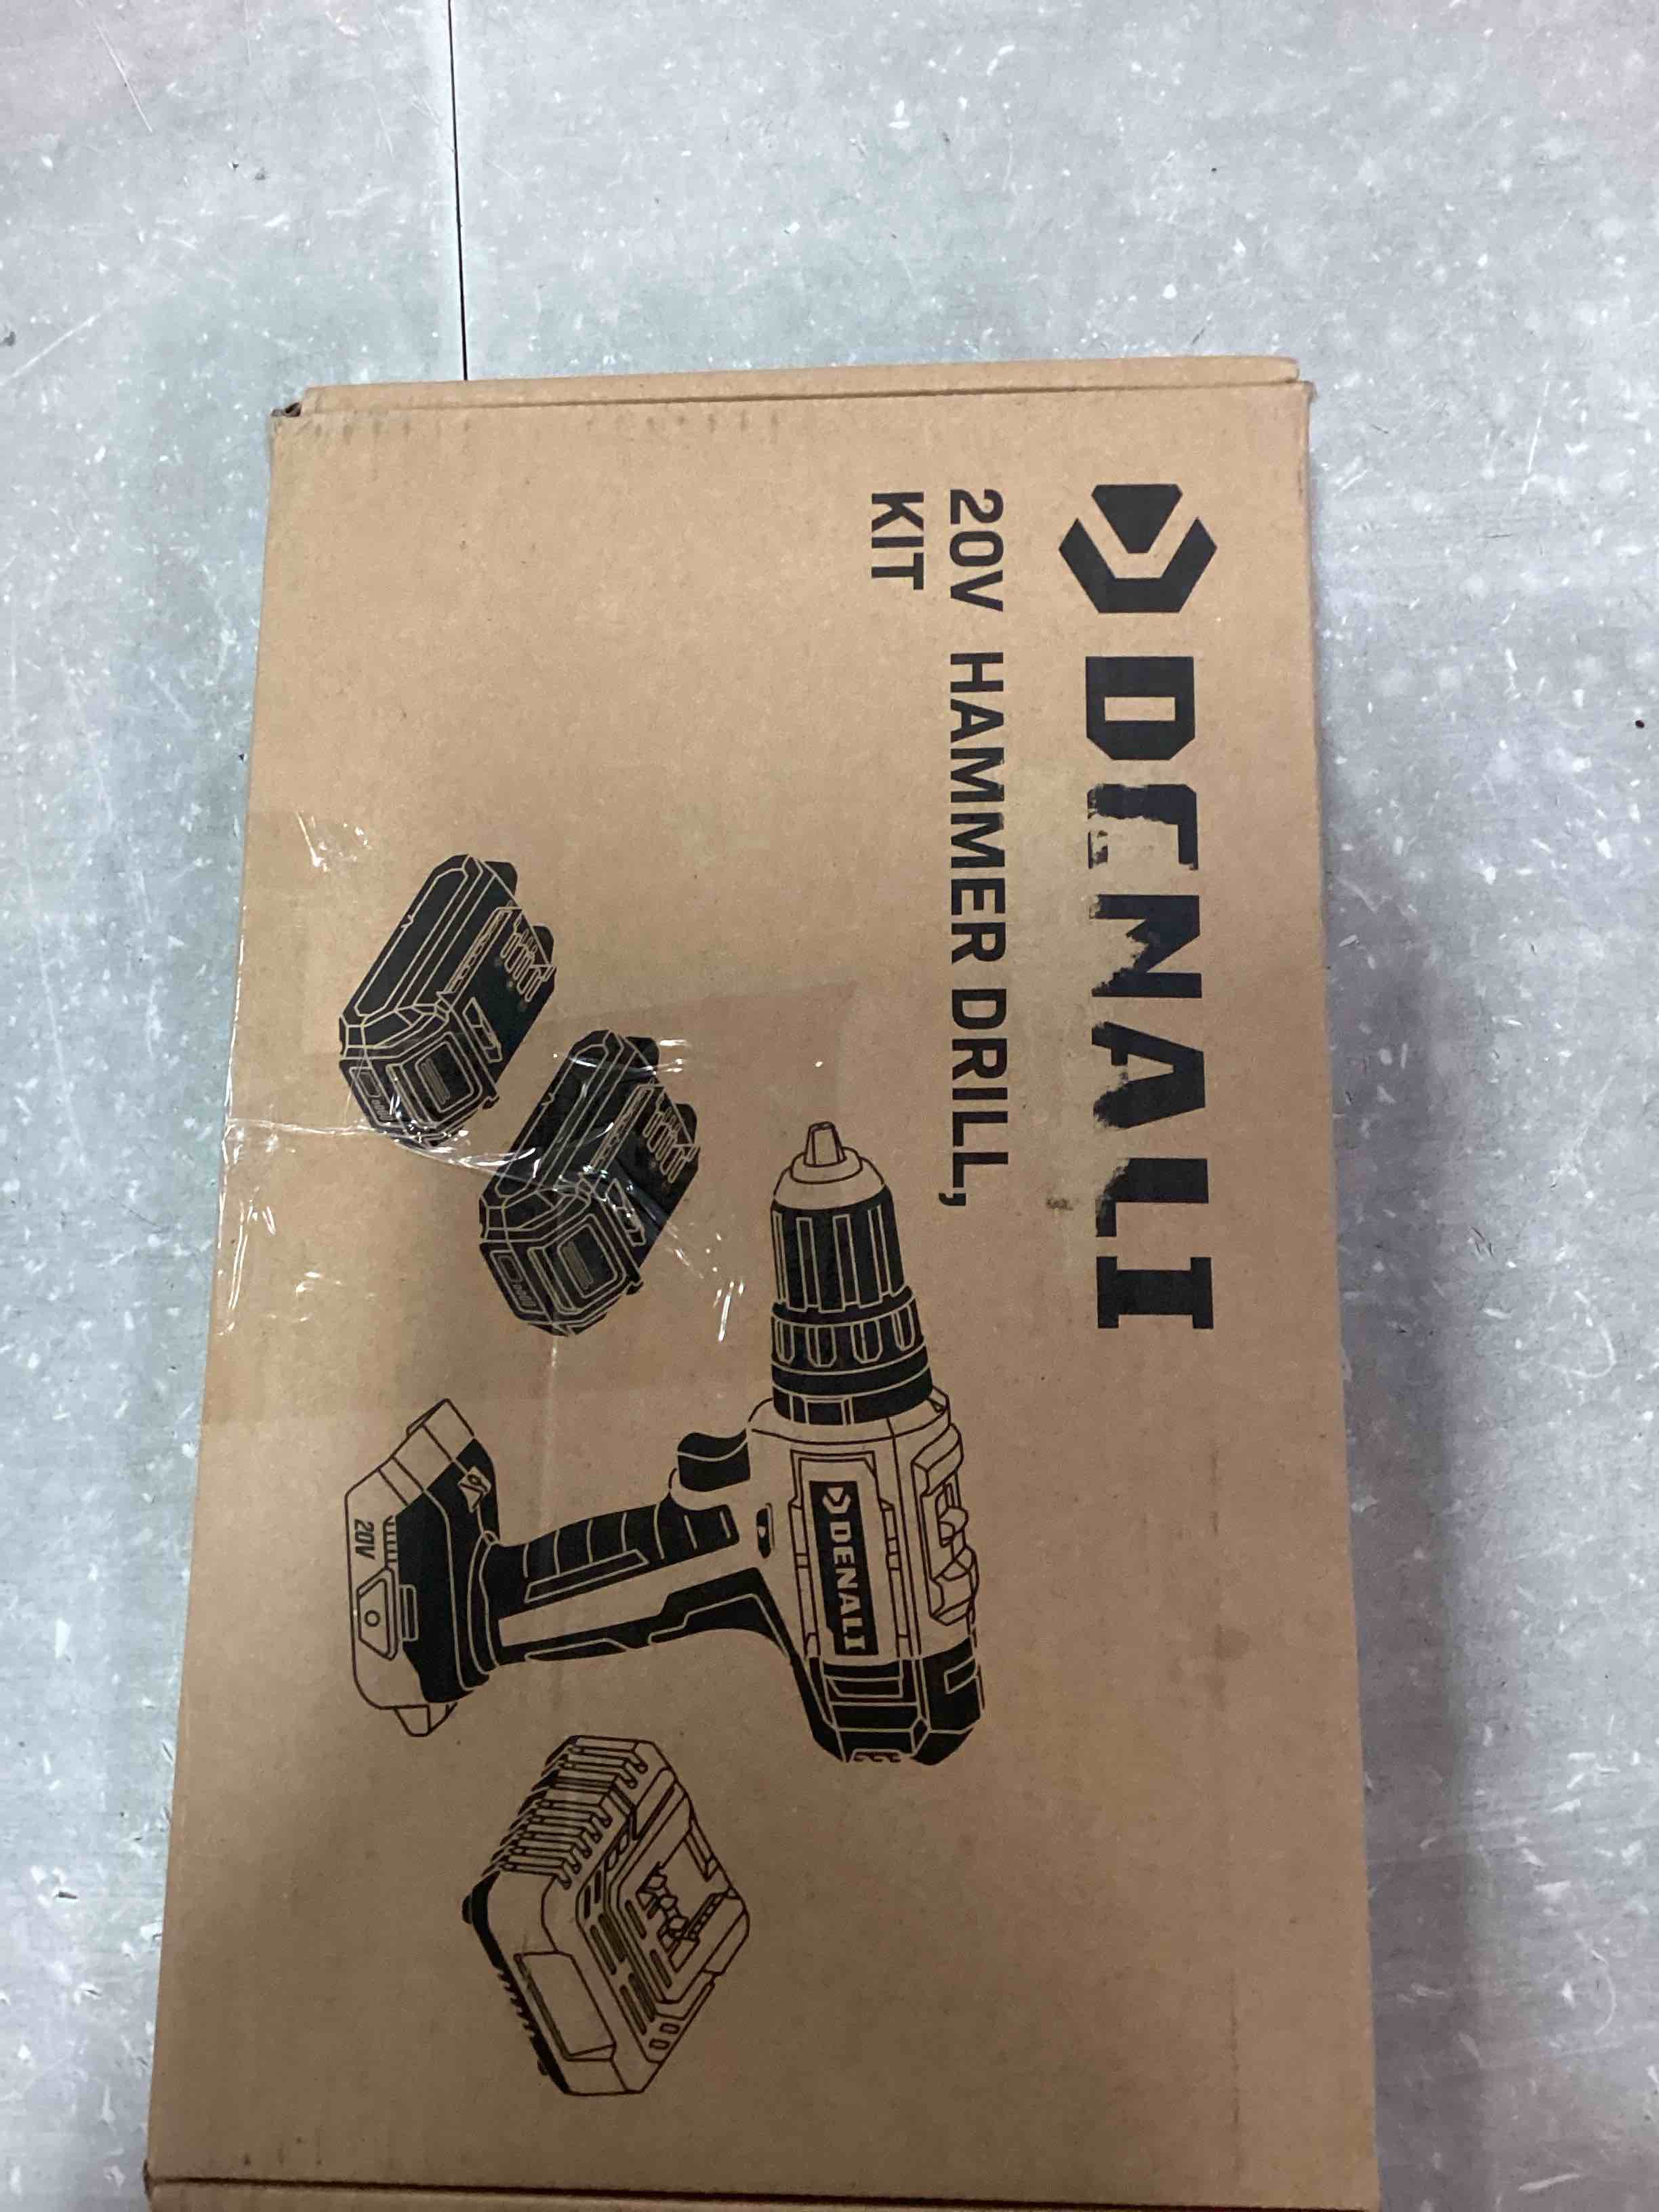 DENALI
20V HAMMER DRILL,
KIT
DENALI
20V